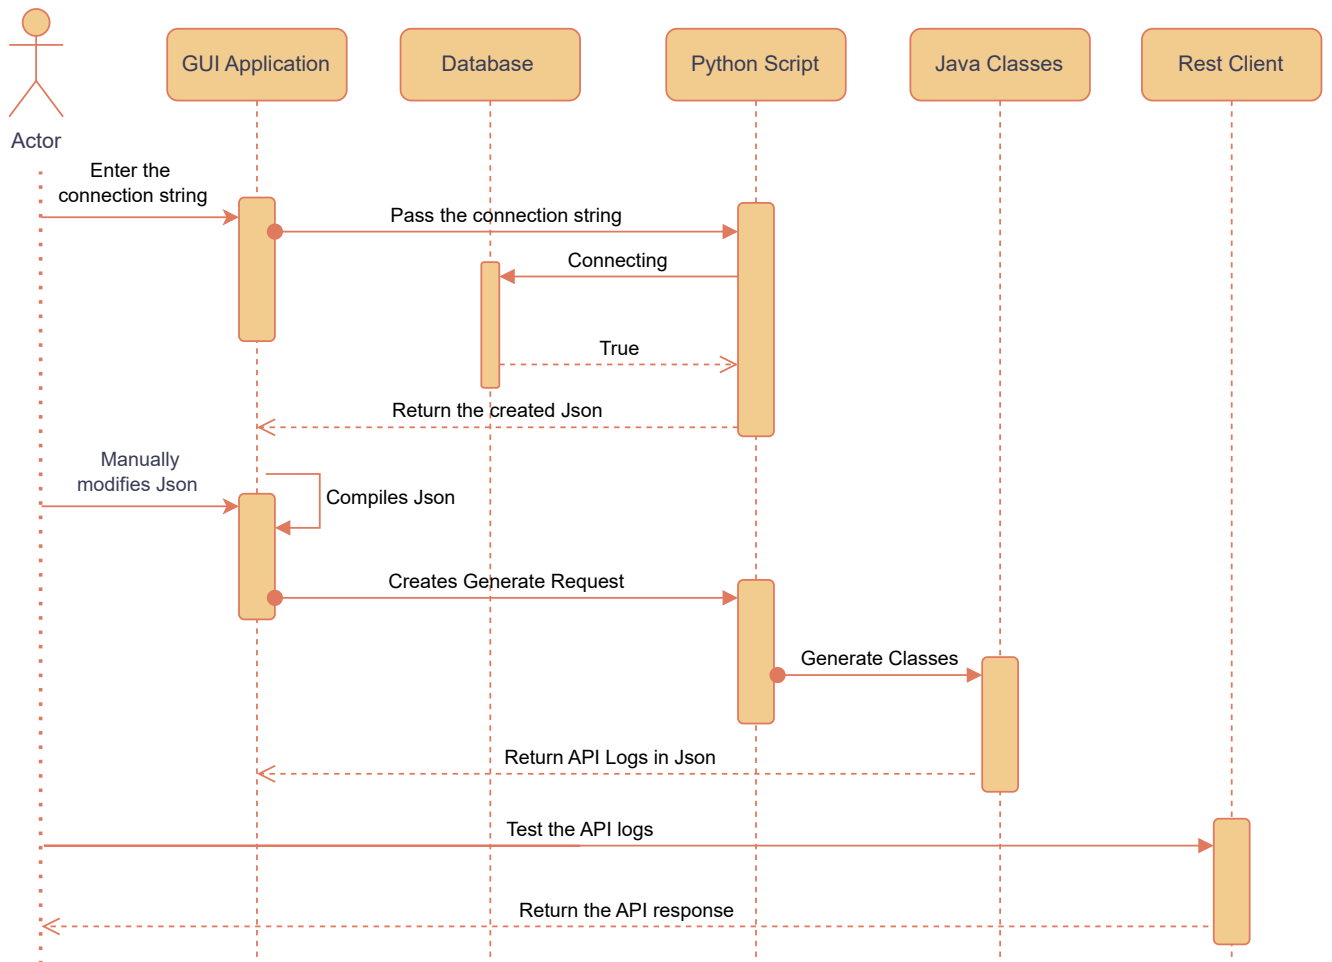 GUI Application
Database
Python Script
Java Classes
Rest Client
Actor
Enter the
connection string
Pass the connection string
Connecting
True
Return the created Json
Manually
modifies Json
Compiles Json
Creates Generate Request
Generate Classes
Return API Logs in Json
Test the API logs
Return the API response